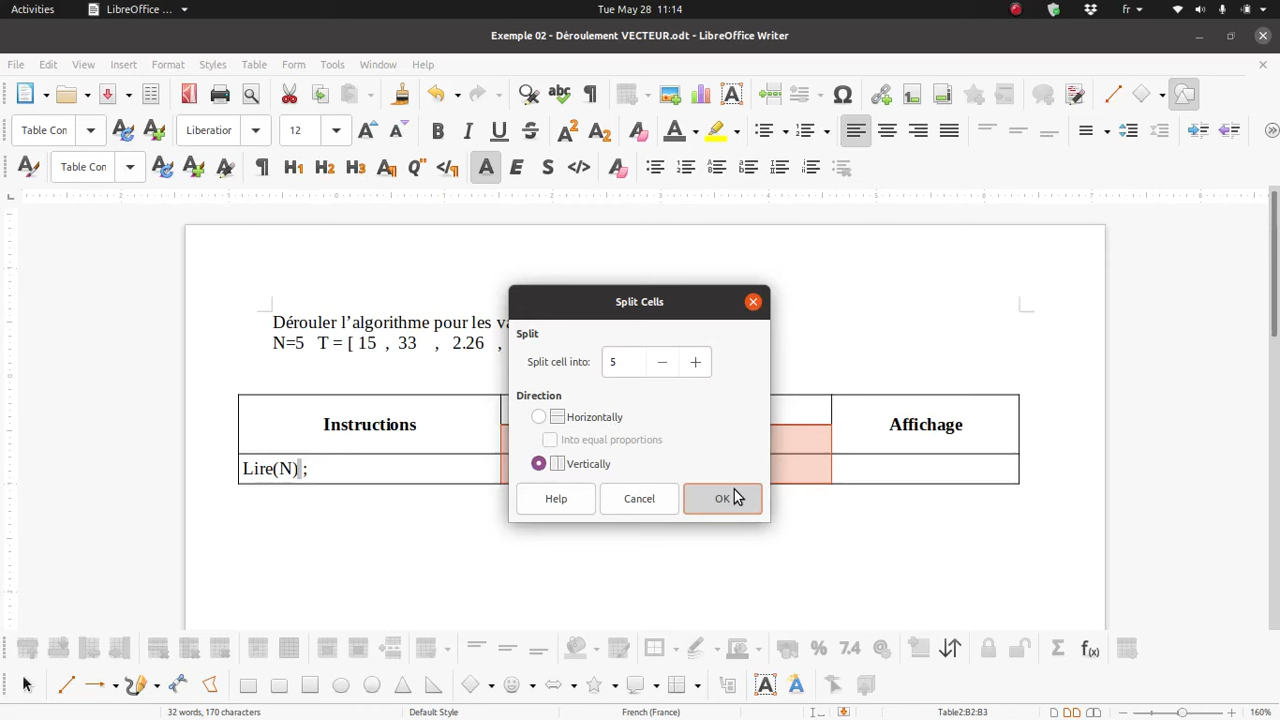 Activities LibreOffice ... Tue May 28 11:14 fr
Exemple 02 - Déroulement VECTEUR.odt - LibreOffice Writer
File Edit View Insert Format Styles Table Form Tools Window Help
Table Con Liberation 12
Table Con
Split Cells
Split
Split cell into: 5
Direction
Horizontally
Into equal proportions
Vertically
Help Cancel OK
Dérouler l’algorithme pour les va
N=5 T = [ 15 , 33 , 2.26 ,
Instructions Affichage
Lire(N) ;
32 words, 170 characters Default Style French (France) Table2:B2:B3 160%